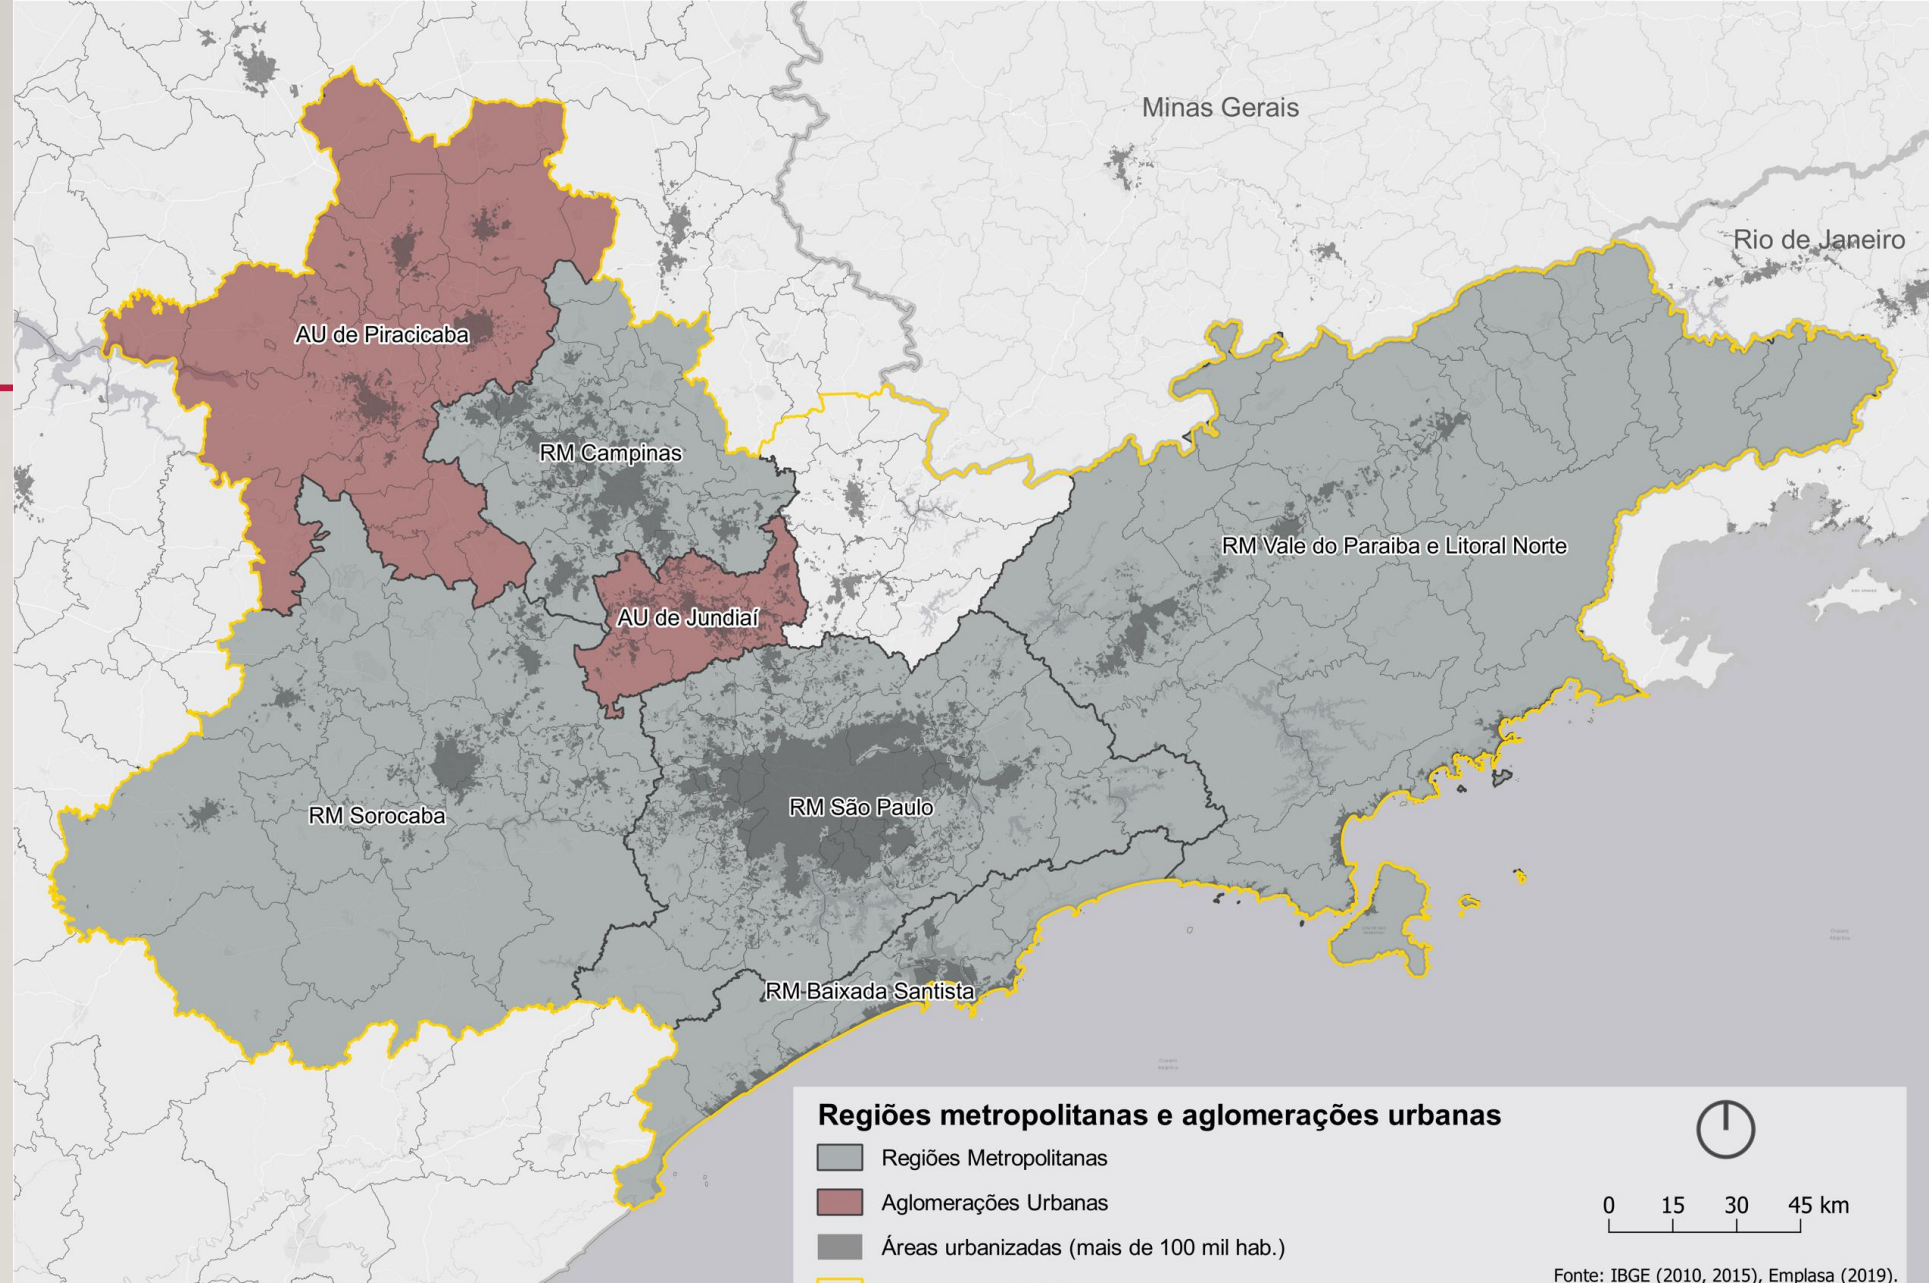 Minas Gerais
Rio de Janeiro
AU de Piracicaba
RM Campinas
RM Vale do Paraiba e Litoral Norte
AU de Jundiaí
RM São Paulo
RM Sorocaba
RM Baixada Santista
Regiões metropolitanas e aglomerações urbanas
Regiões Metropolitanas
Aglomerações Urbanas
Áreas urbanizadas (mais de 100 mil hab.)
0 15 30 45 km
Fonte: IBGE (2010, 2015), Emplasa (2019).